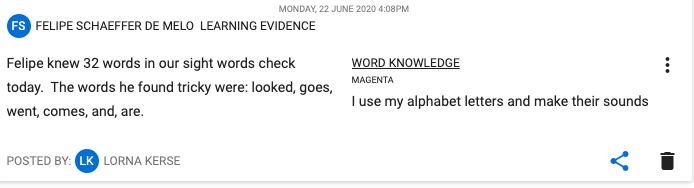 MONDAY, 22 JUNE 2020 4:08PM
FS FELIPE SCHAEFFER DE MELO LEARNING EVIDENCE
Felipe knew 32 words in our sight words check
today. The words he found tricky were: looked, goes,
went, comes, and, are.
WORD KNOWLEDGE
MAGENTA
I use my alphabet letters and make their sounds
POSTED BY: LK LORNA KERSE